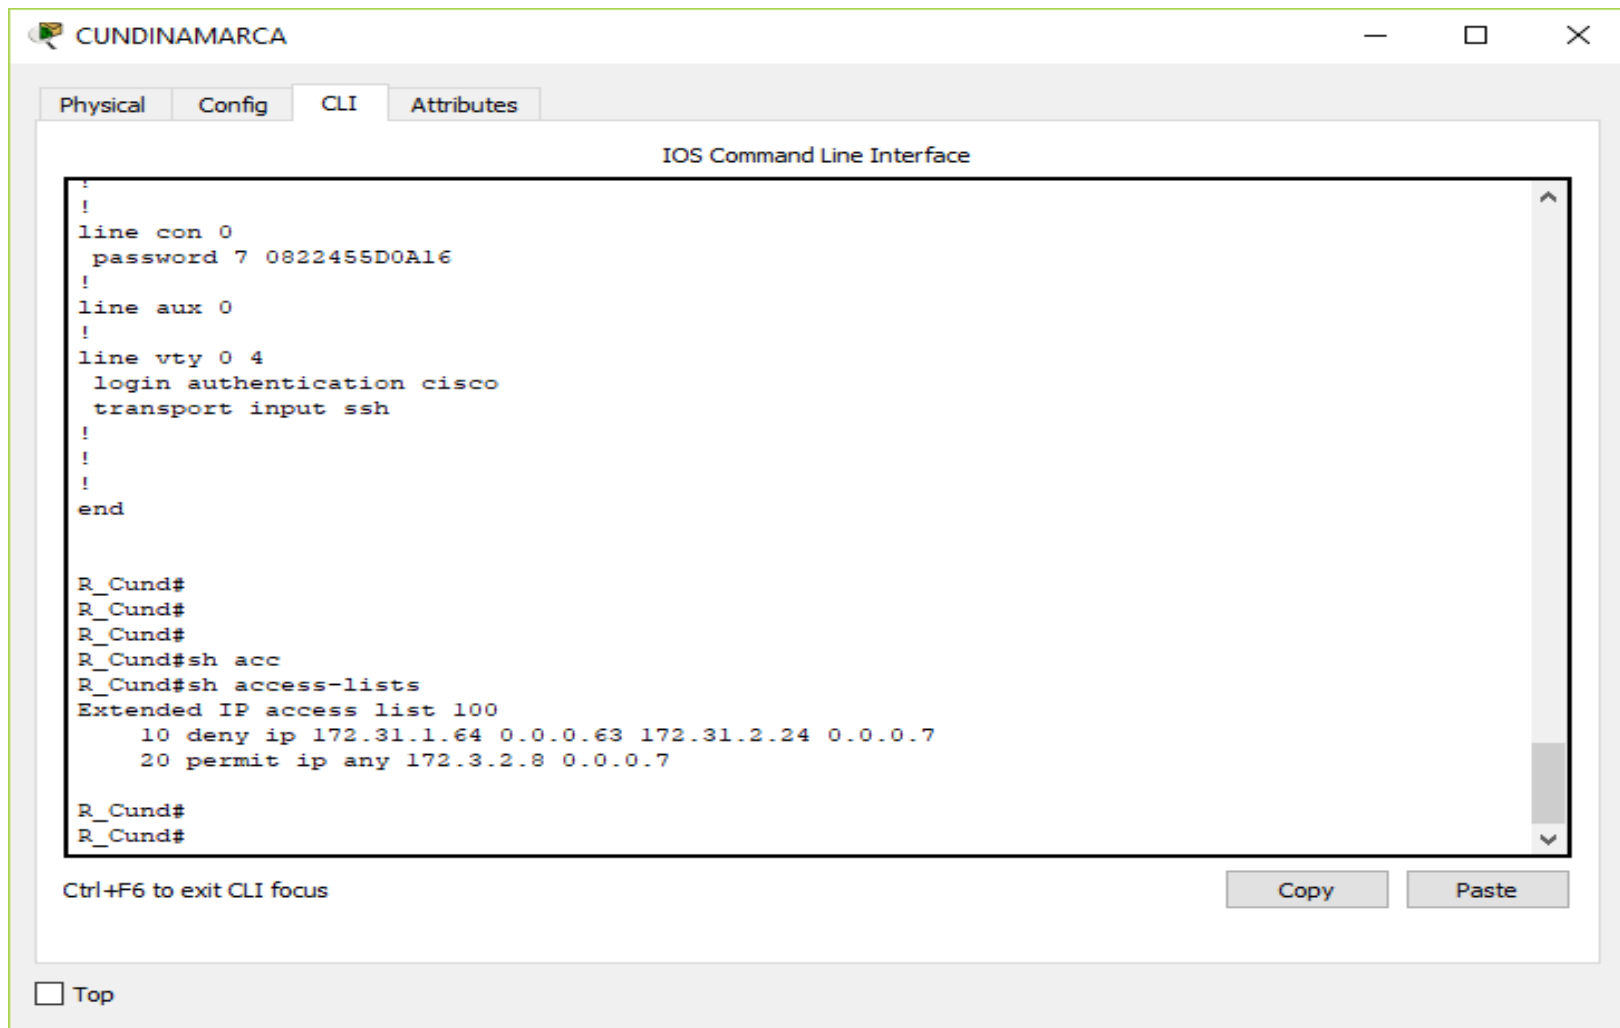 CUNDINAMARCA
Physical Config CLI Attributes
IOS Command Line Interface
!
!
line con 0
 password 7 0822455D0A16
!
line aux 0
!
line vty 0 4
 login authentication cisco
 transport input ssh
!
!
!
end
R_Cund#
R_Cund#
R_Cund#
R_Cund#sh acc
R_Cund#sh access-lists
Extended IP access list 100
    10 deny ip 172.31.1.64 0.0.0.63 172.31.2.24 0.0.0.7
    20 permit ip any 172.3.2.8 0.0.0.7
R_Cund#
R_Cund#
Ctrl+F6 to exit CLI focus
Copy Paste
Top